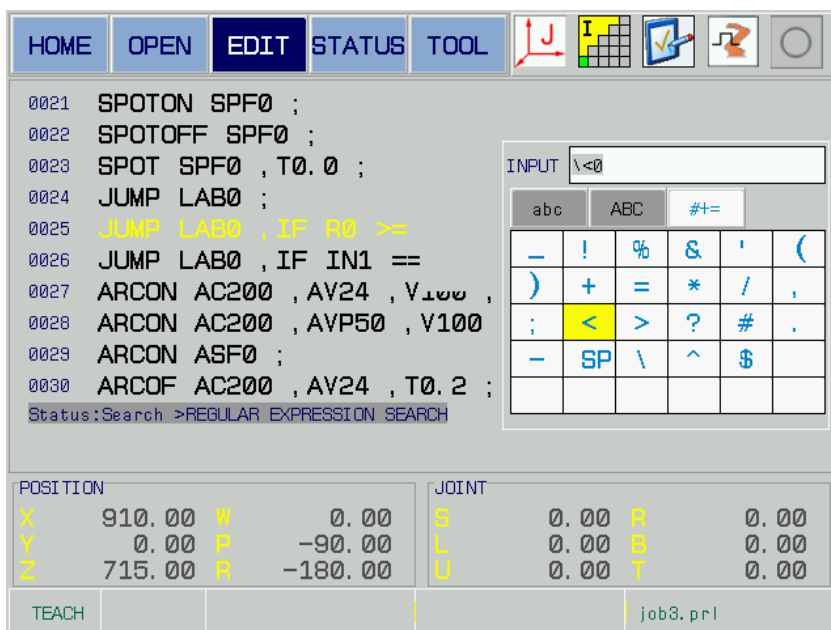 HOME OPEN EDIT STATUS TOOL J I
0021 SPOTON SPF0 ;
0022 SPOTOFF SPF0 ;
0023 SPOT SPF0 ,T0.0 ;
0024 JUMP LAB0 ;
0025 JUMP LAB0 ,IF R0 >=
0026 JUMP LAB0 ,IF IN1 ==
0027 ARCON AC200 ,AV24 ,V100 ,
0028 ARCON AC200 ,AVP50 ,V100
0029 ARCON ASF0 ;
0030 ARCOF AC200 ,AV24 ,T0.2 ;
Status:Search >REGULAR EXPRESSION SEARCH
INPUT \<0
abc ABC #+=
_ ! % & ' (
) + = * / ,
; < > ? # .
— SP \ ^ $
POSITION
X 910.00 W 0.00
Y 0.00 P -90.00
Z 715.00 R -180.00
JOINT
S 0.00 R 0.00
L 0.00 B 0.00
U 0.00 T 0.00
TEACH job3.prl